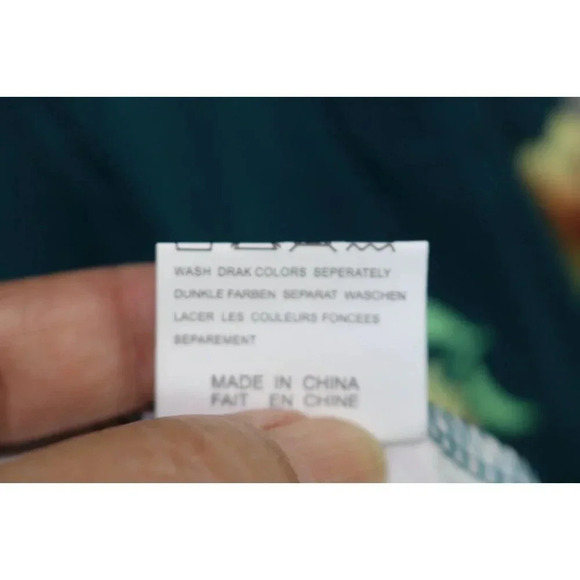 WASH DRAK COLORS SEPERATELY
DUNKLE FARBEN SEPARAT WASCHEN
LACER LES COULEURS FONCEES
SEPAREMENT
MADE IN CHINA
FAIT EN CHINE